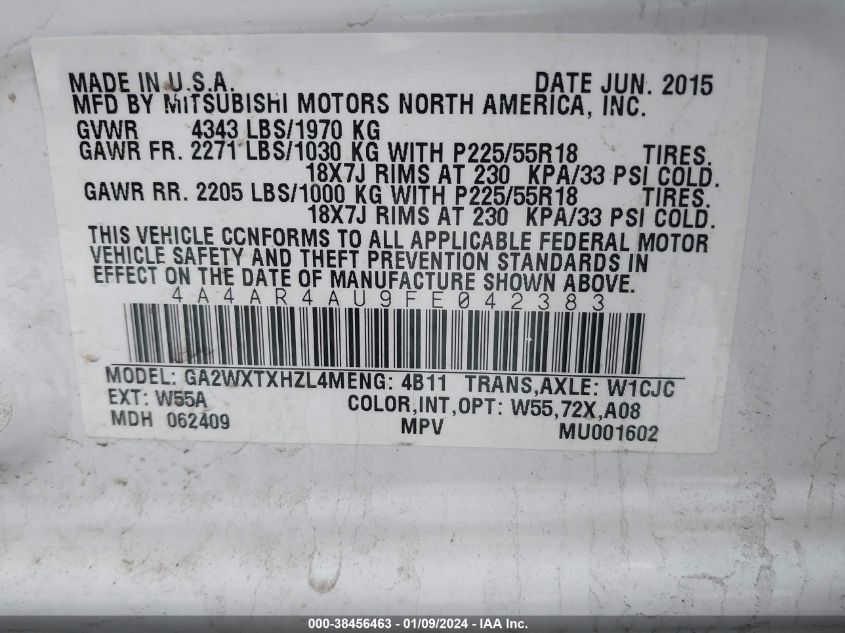 MADE IN U.S.A. DATE JUN. 2015
MFD BY MITSUBISHI MOTORS NORTH AMERICA, INC.
GVWR 4343 LBS/1970 KG
GAWR FR. 2271 LBS/1030 KG WITH P225/55R18 TIRES.
18X7J RIMS AT 230 KPA/33 PSI COLD.
GAWR RR. 2205 LBS/1000 KG WITH P225/55R18 TIRES.
18X7J RIMS AT 230 KPA/33 PSI COLD.
THIS VEHICLE CONFORMS TO ALL APPLICABLE FEDERAL MOTOR
VEHICLE SAFETY AND THEFT PREVENTION STANDARDS IN
EFFECT ON THE DATE OF MANUFACTURE SHOWN ABOVE.
4A4AR4AU9FE042383
MODEL: GA2WXTXHZL4MENG: 4B11 TRANS,AXLE: W1CJC
EXT: W55A COLOR,INT,OPT: W55,72X,A08
MDH 062409 MPV MU001602
000-38456463 - 01/09/2024 - IAA Inc.